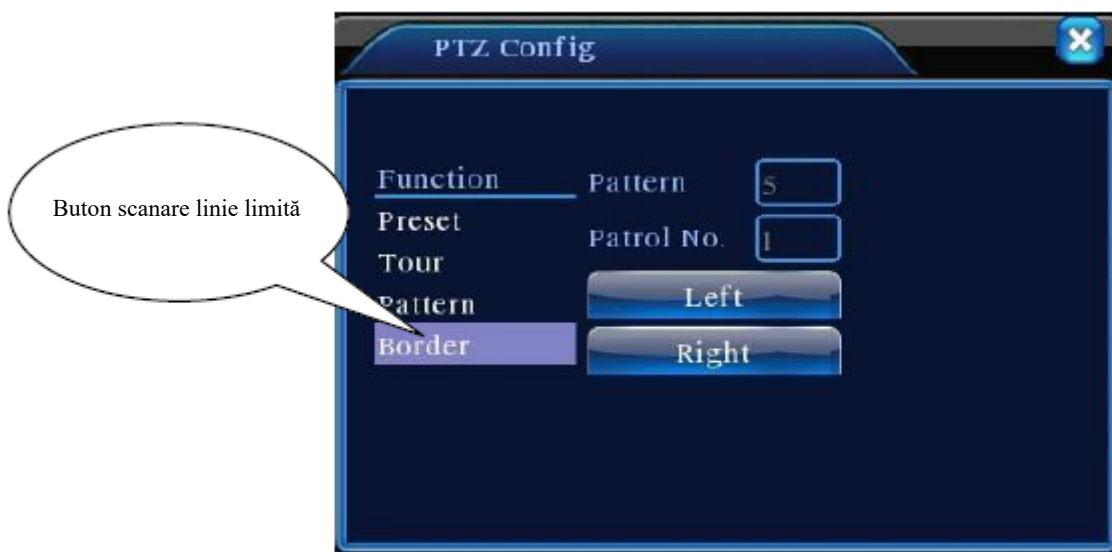 PTZ Config
Buton scanare linie limită
Function
Preset
Tour
Pattern
Border
Pattern 5
Patrol No. 1
Left
Right